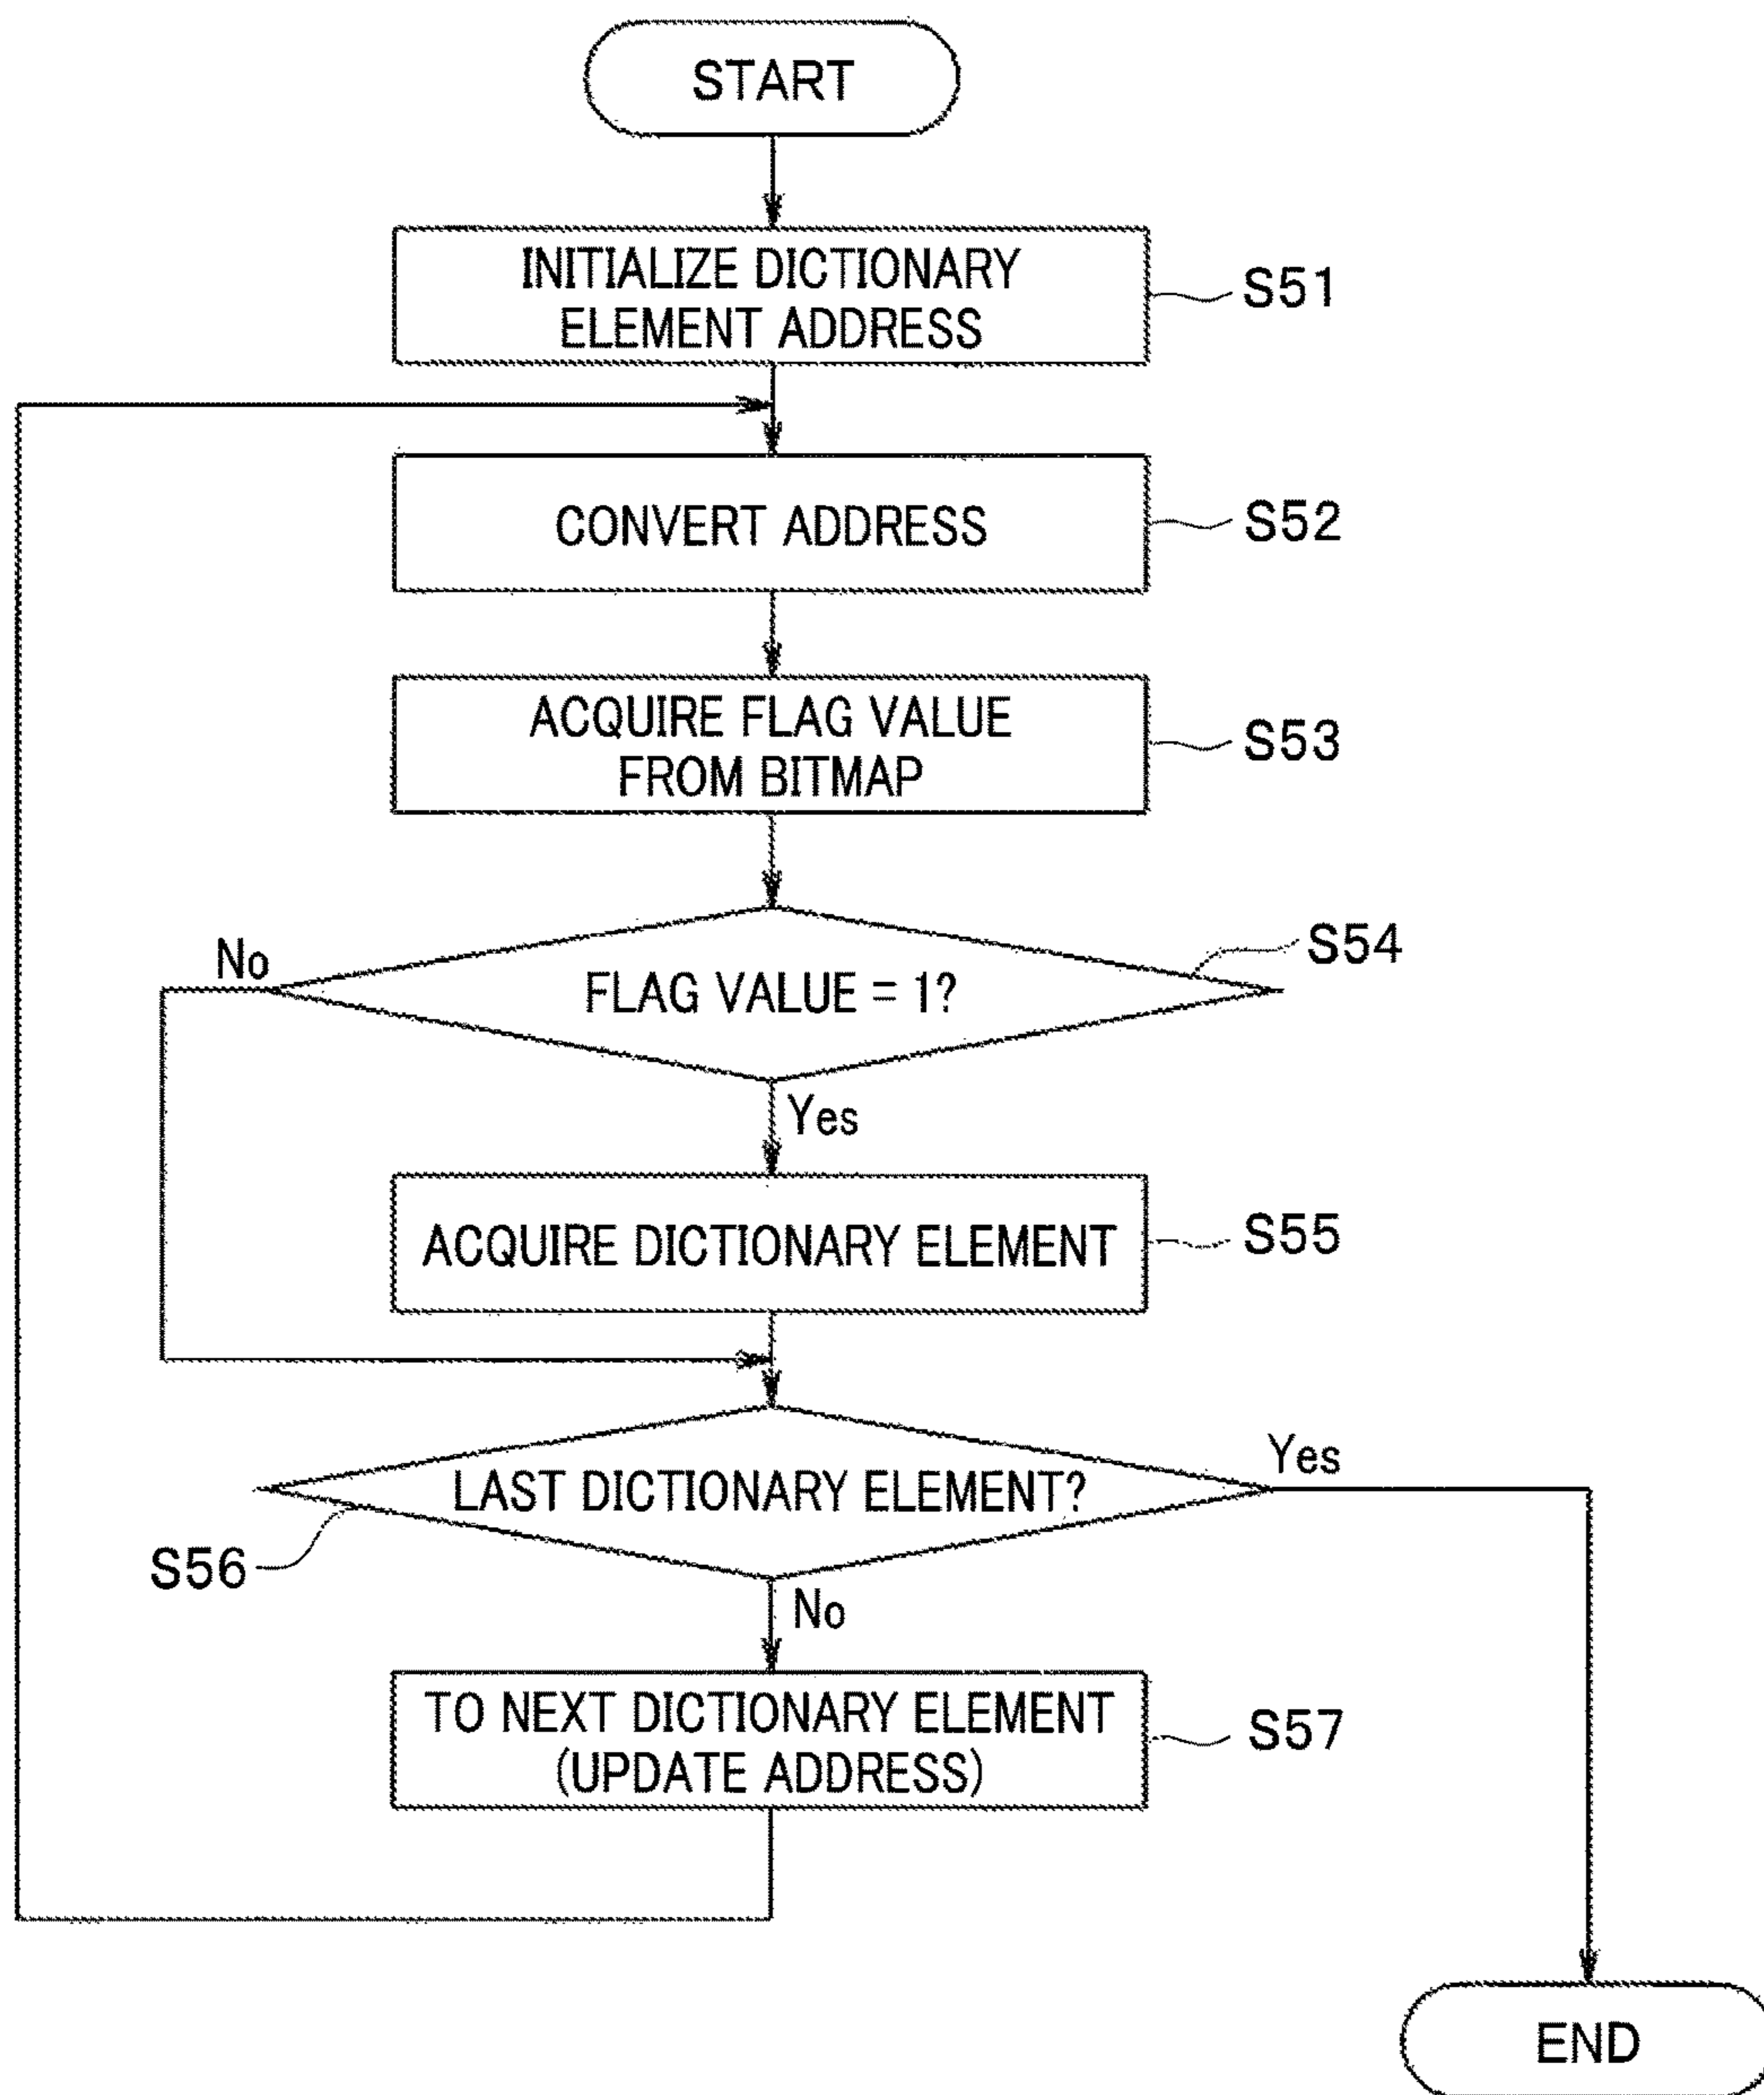 START
INITIALIZE DICTIONARY
ELEMENT ADDRESS
S51
CONVERT ADDRESS
S52
ACQUIRE FLAG VALUE
FROM BITMAP
S53
No
FLAG VALUE = 1?
S54
Yes
ACQUIRE DICTIONARY ELEMENT
S55
LAST DICTIONARY ELEMENT?
Yes
S56
No
TO NEXT DICTIONARY ELEMENT
(UPDATE ADDRESS)
S57
END